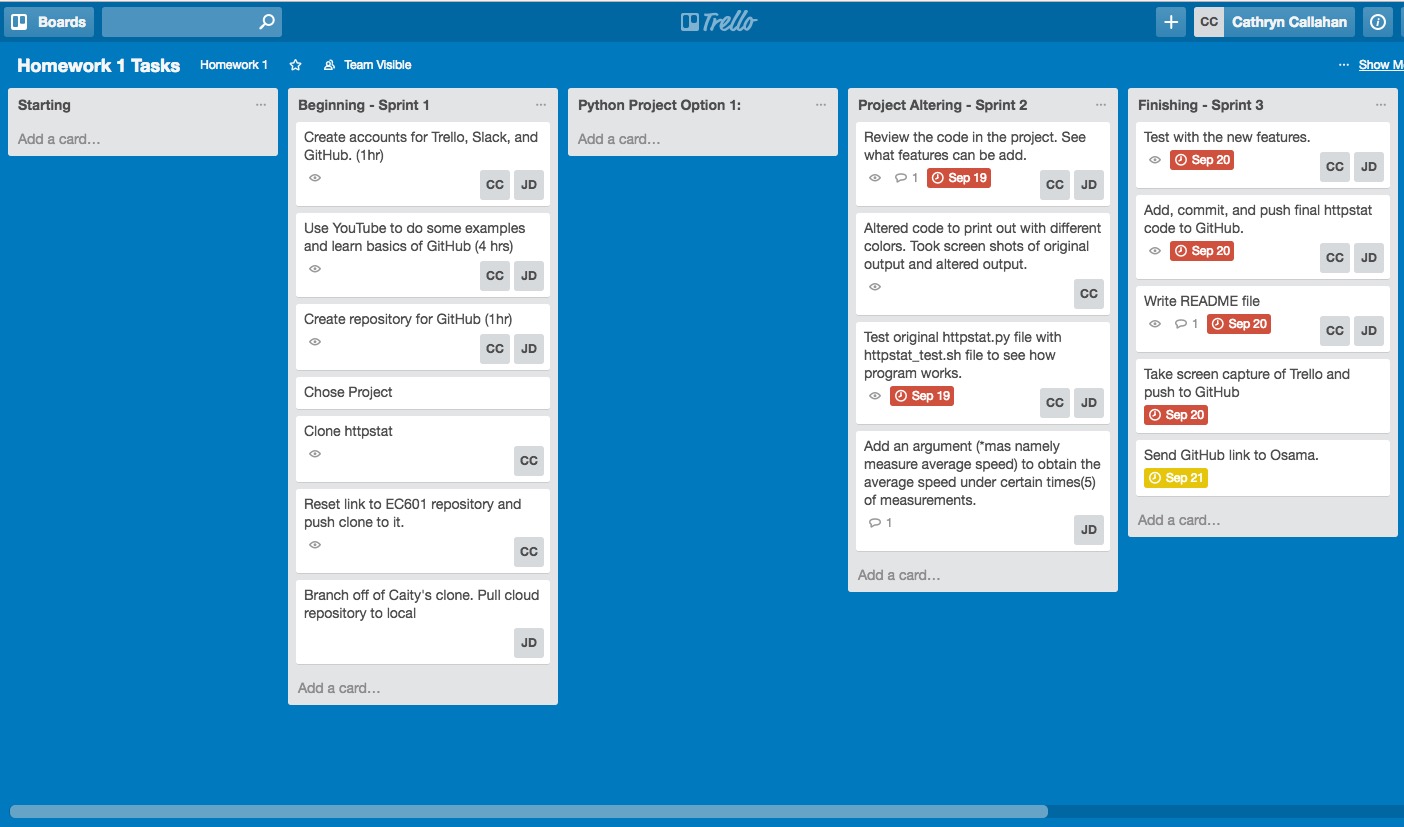 Boards
Trello
CC Cathryn Callahan
Homework 1 Tasks
Homework 1
Team Visible
Show
Starting
Add a card…
Beginning - Sprint 1
Create accounts for Trello, Slack, and
GitHub. (1hr)
CC JD
Use YouTube to do some examples
and learn basics of GitHub (4 hrs)
CC JD
Create repository for GitHub (1hr)
CC JD
Chose Project
Clone httpstat
CC
Reset link to EC601 repository and
push clone to it.
CC
Branch off of Caity's clone. Pull cloud
repository to local
JD
Add a card…
Python Project Option 1:
Add a card…
Project Altering - Sprint 2
Review the code in the project. See
what features can be add.
1 Sep 19
CC JD
Altered code to print out with different
colors. Took screen shots of original
output and altered output.
CC
Test original httpstat.py file with
httpstat_test.sh file to see how
program works.
Sep 19
CC JD
Add an argument (*mas namely
measure average speed) to obtain the
average speed under certain times(5)
of measurements.
1
JD
Add a card…
Finishing - Sprint 3
Test with the new features.
Sep 20
CC JD
Add, commit, and push final httpstat
code to GitHub.
Sep 20
CC JD
Write README file
1 Sep 20
CC JD
Take screen capture of Trello and
push to GitHub
Sep 20
Send GitHub link to Osama.
Sep 21
Add a card…